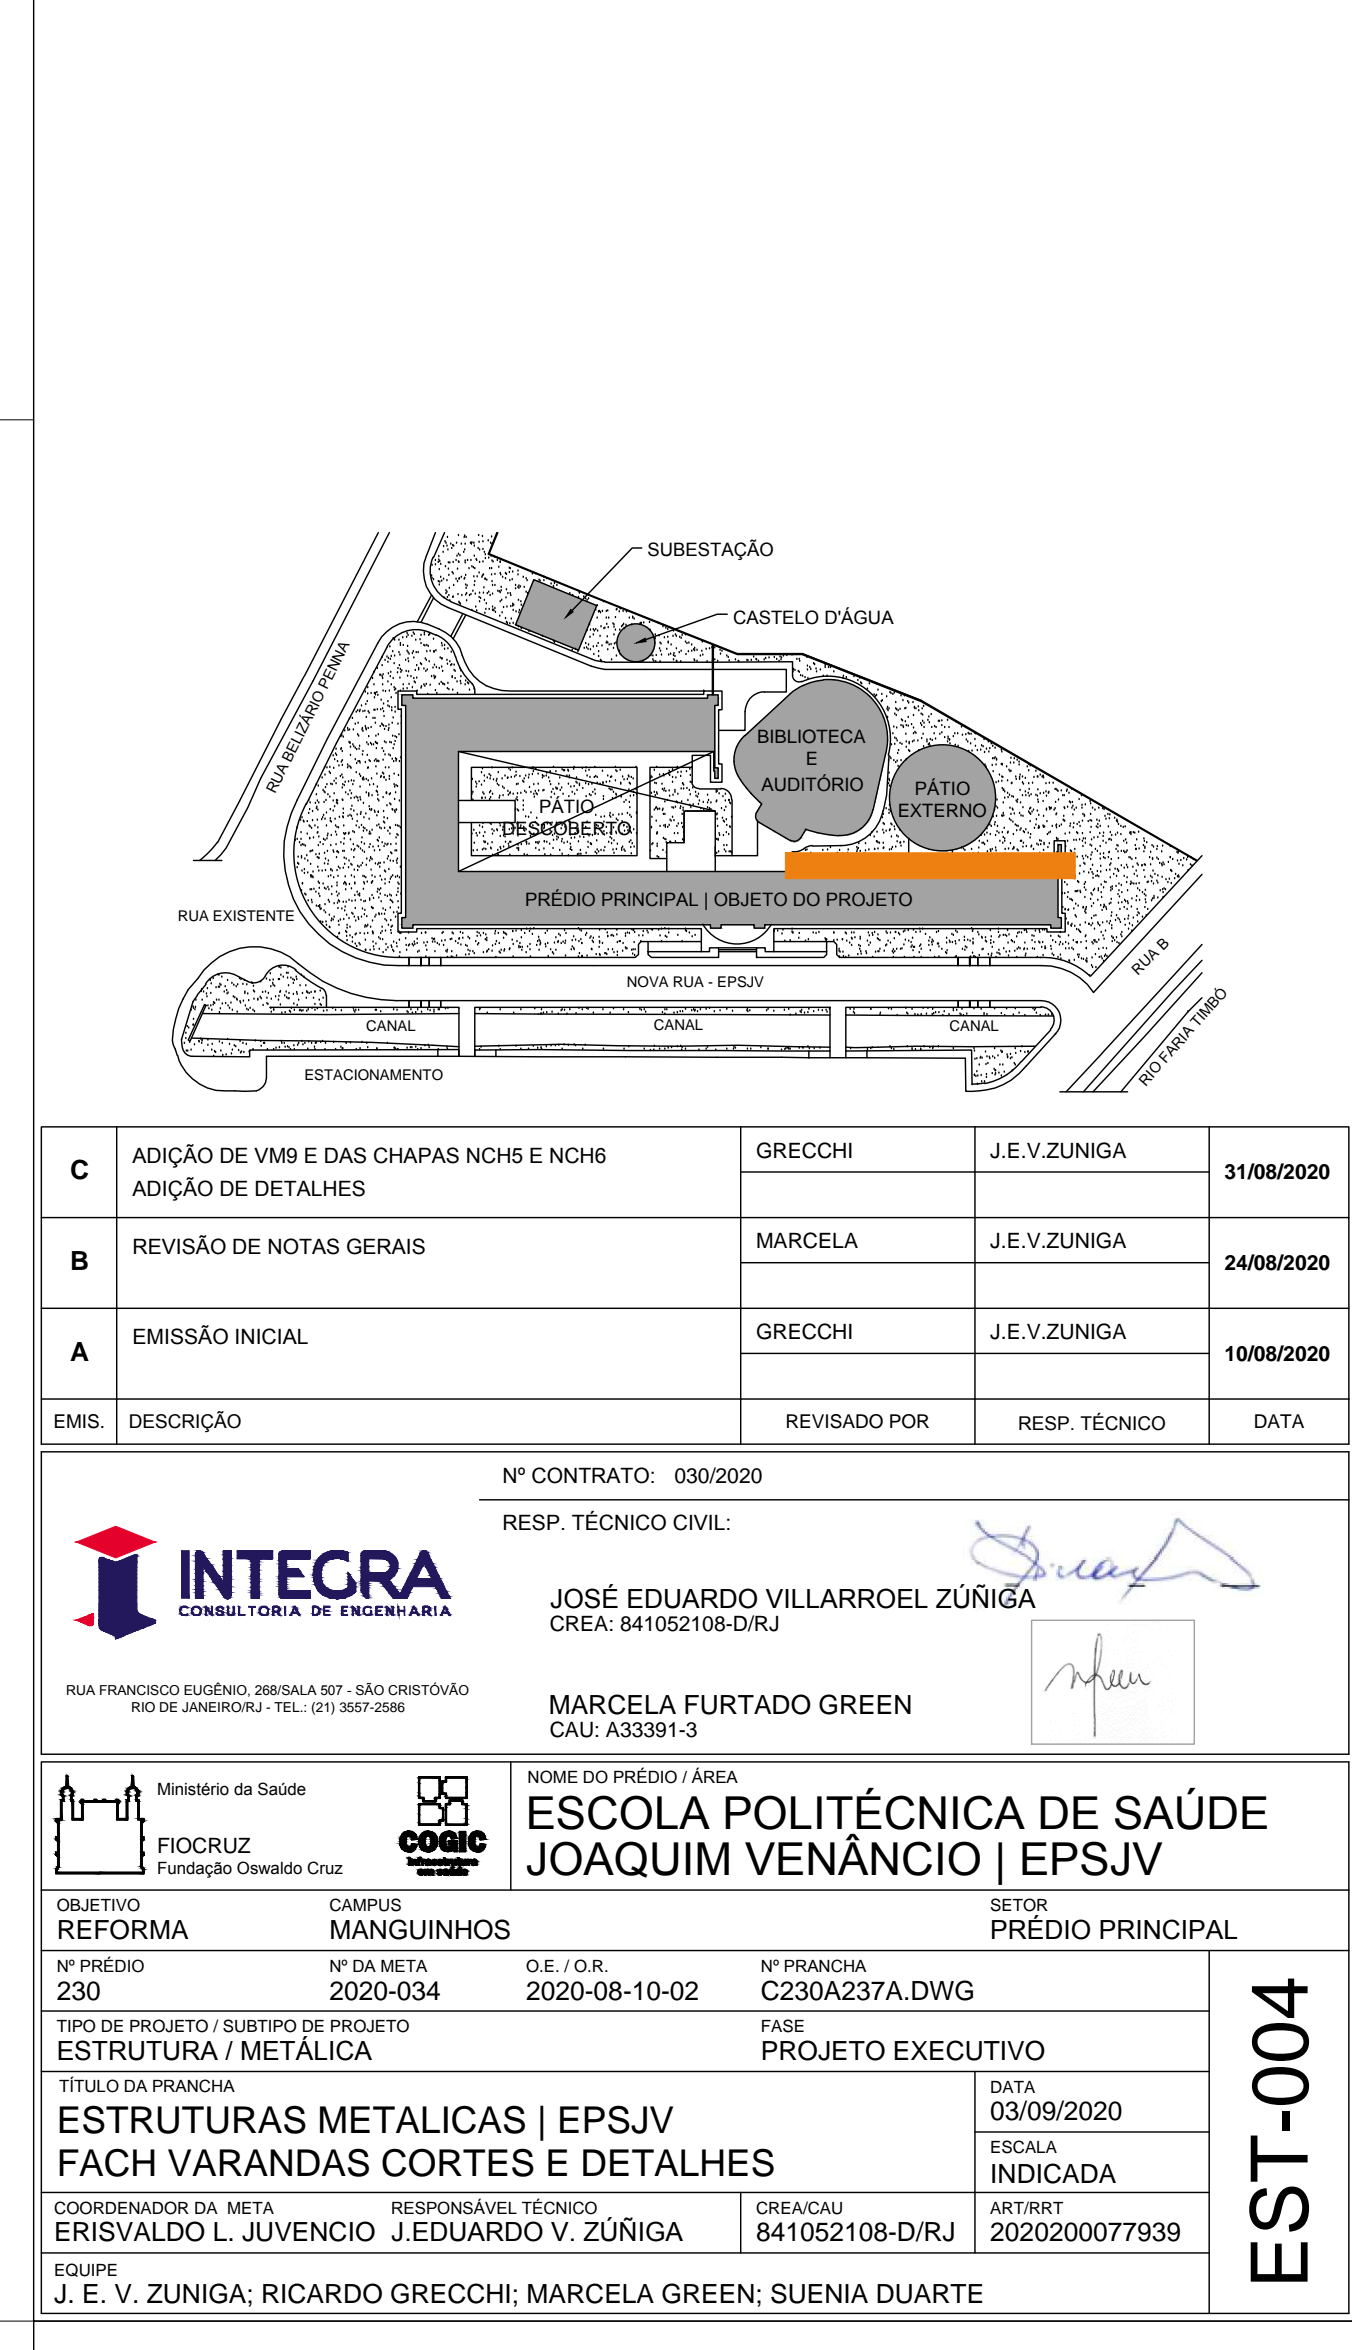 SUBESTAÇÃO
CASTELO D'ÁGUA
RUA BELIZÁRIO PENNA
BIBLIOTECA
E
AUDITÓRIO
PÁTIO
EXTERNO
PÁTIO
DESCOBERTO
PRÉDIO PRINCIPAL | OBJETO DO PROJETO
RUA EXISTENTE
RUA B
NOVA RUA - EPSJV
CANAL
CANAL
CANAL
RIO FARIA TIMBÓ
ESTACIONAMENTO
C
ADIÇÃO DE VM9 E DAS CHAPAS NCH5 E NCH6
ADIÇÃO DE DETALHES
GRECCHI
J.E.V.ZUNIGA
31/08/2020
B
REVISÃO DE NOTAS GERAIS
MARCELA
J.E.V.ZUNIGA
24/08/2020
A
EMISSÃO INICIAL
GRECCHI
J.E.V.ZUNIGA
10/08/2020
EMIS.
DESCRIÇÃO
REVISADO POR
RESP. TÉCNICO
DATA
Nº CONTRATO: 030/2020
RESP. TÉCNICO CIVIL:
INTEGRA
CONSULTORIA DE ENGENHARIA
JOSÉ EDUARDO VILLARROEL ZÚÑIGA
CREA: 841052108-D/RJ
RUA FRANCISCO EUGÊNIO, 268/SALA 507 - SÃO CRISTÓVÃO
RIO DE JANEIRO/RJ - TEL.: (21) 3557-2586
MARCELA FURTADO GREEN
CAU: A33391-3
Ministério da Saúde
FIOCRUZ
Fundação Oswaldo Cruz
COGIC
Infraestrutura
em saúde
NOME DO PRÉDIO / ÁREA
ESCOLA POLITÉCNICA DE SAÚDE
JOAQUIM VENÂNCIO | EPSJV
OBJETIVO
REFORMA
CAMPUS
MANGUINHOS
SETOR
PRÉDIO PRINCIPAL
Nº PRÉDIO
230
Nº DA META
2020-034
O.E. / O.R.
2020-08-10-02
Nº PRANCHA
C230A237A.DWG
TIPO DE PROJETO / SUBTIPO DE PROJETO
ESTRUTURA / METÁLICA
FASE
PROJETO EXECUTIVO
TÍTULO DA PRANCHA
ESTRUTURAS METALICAS | EPSJV
FACH VARANDAS CORTES E DETALHES
DATA
03/09/2020
ESCALA
INDICADA
COORDENADOR DA META
ERISVALDO L. JUVENCIO
RESPONSÁVEL TÉCNICO
J.EDUARDO V. ZÚÑIGA
CREA/CAU
841052108-D/RJ
ART/RRT
2020200077939
EQUIPE
J. E. V. ZUNIGA; RICARDO GRECCHI; MARCELA GREEN; SUENIA DUARTE
EST-004